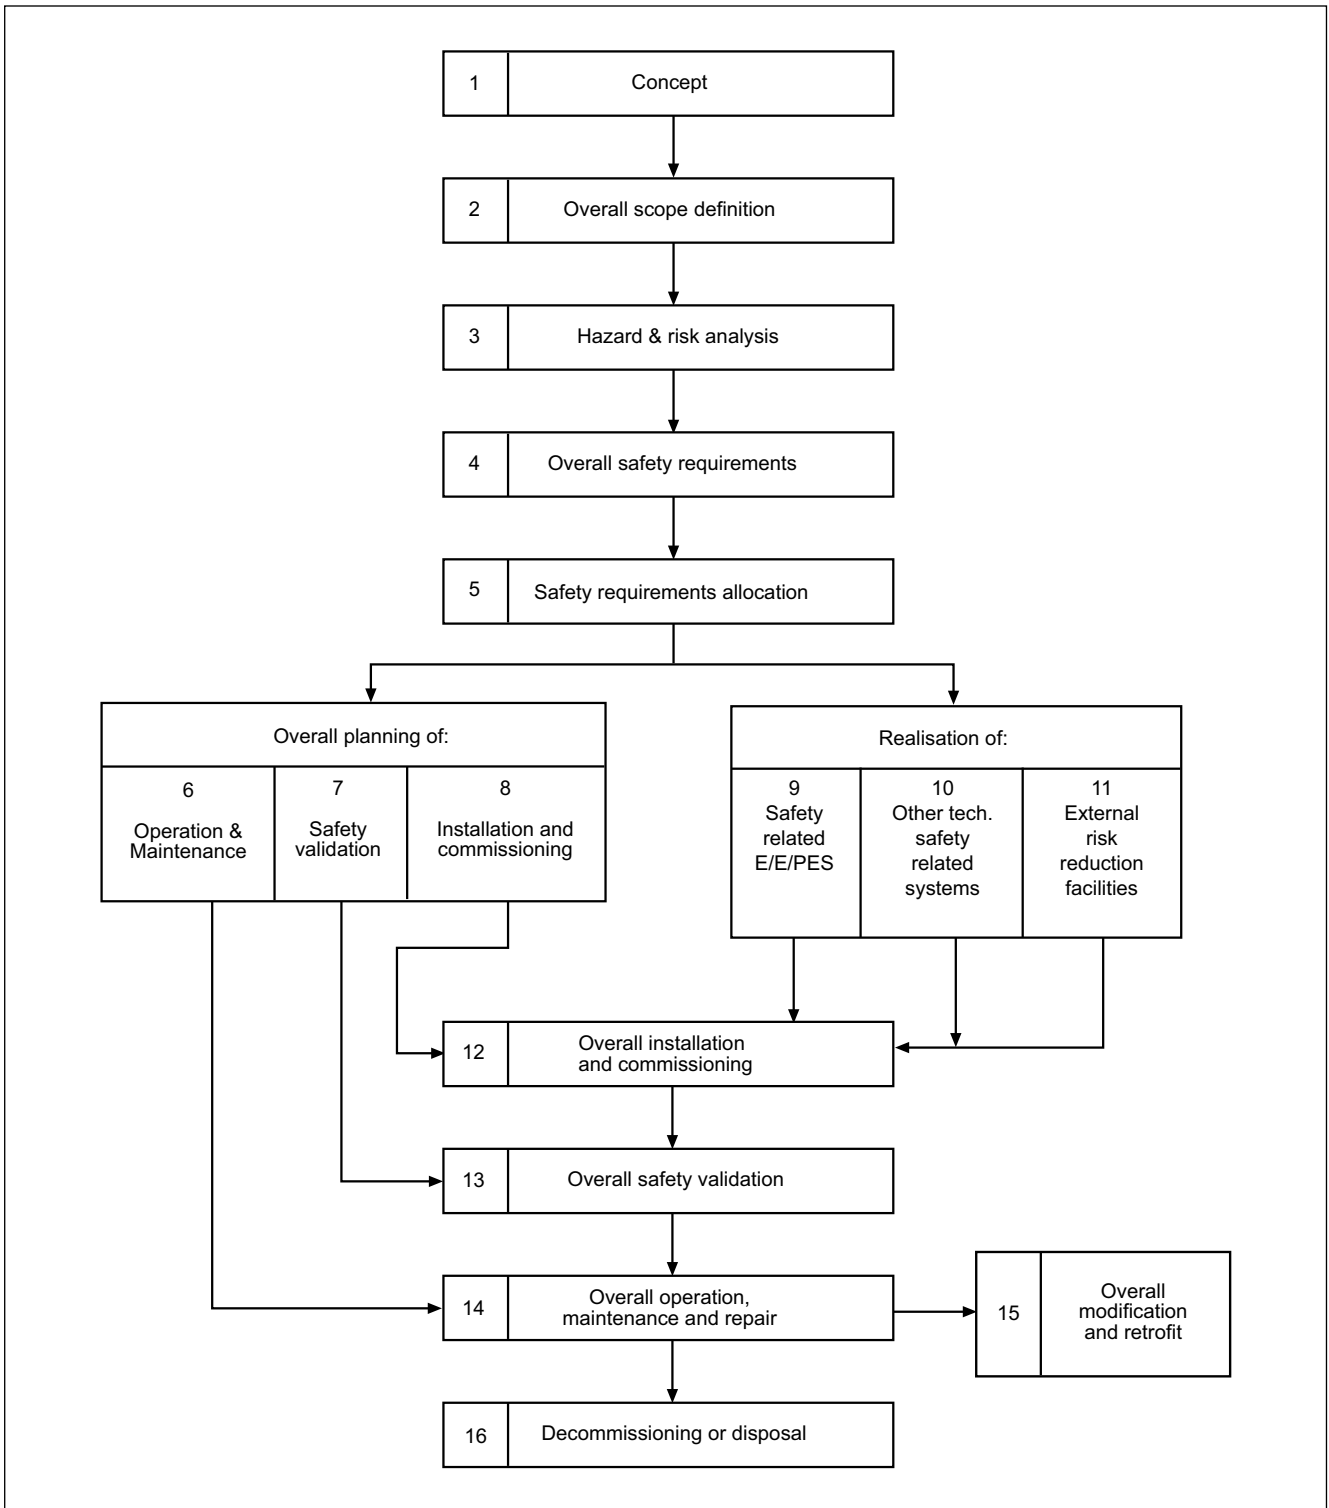 1
Concept
2
Overall scope definition
3
Hazard & risk analysis
4
Overall safety requirements
5
Safety requirements allocation
Overall planning of:
6
Operation &
Maintenance
7
Safety
validation
8
Installation and
commissioning
Realisation of:
9
Safety
related
E/E/PES
10
Other tech.
safety
related
systems
11
External
risk
reduction
facilities
12
Overall installation
and commissioning
13
Overall safety validation
14
Overall operation,
maintenance and repair
15
Overall
modification
and retrofit
16
Decommissioning or disposal